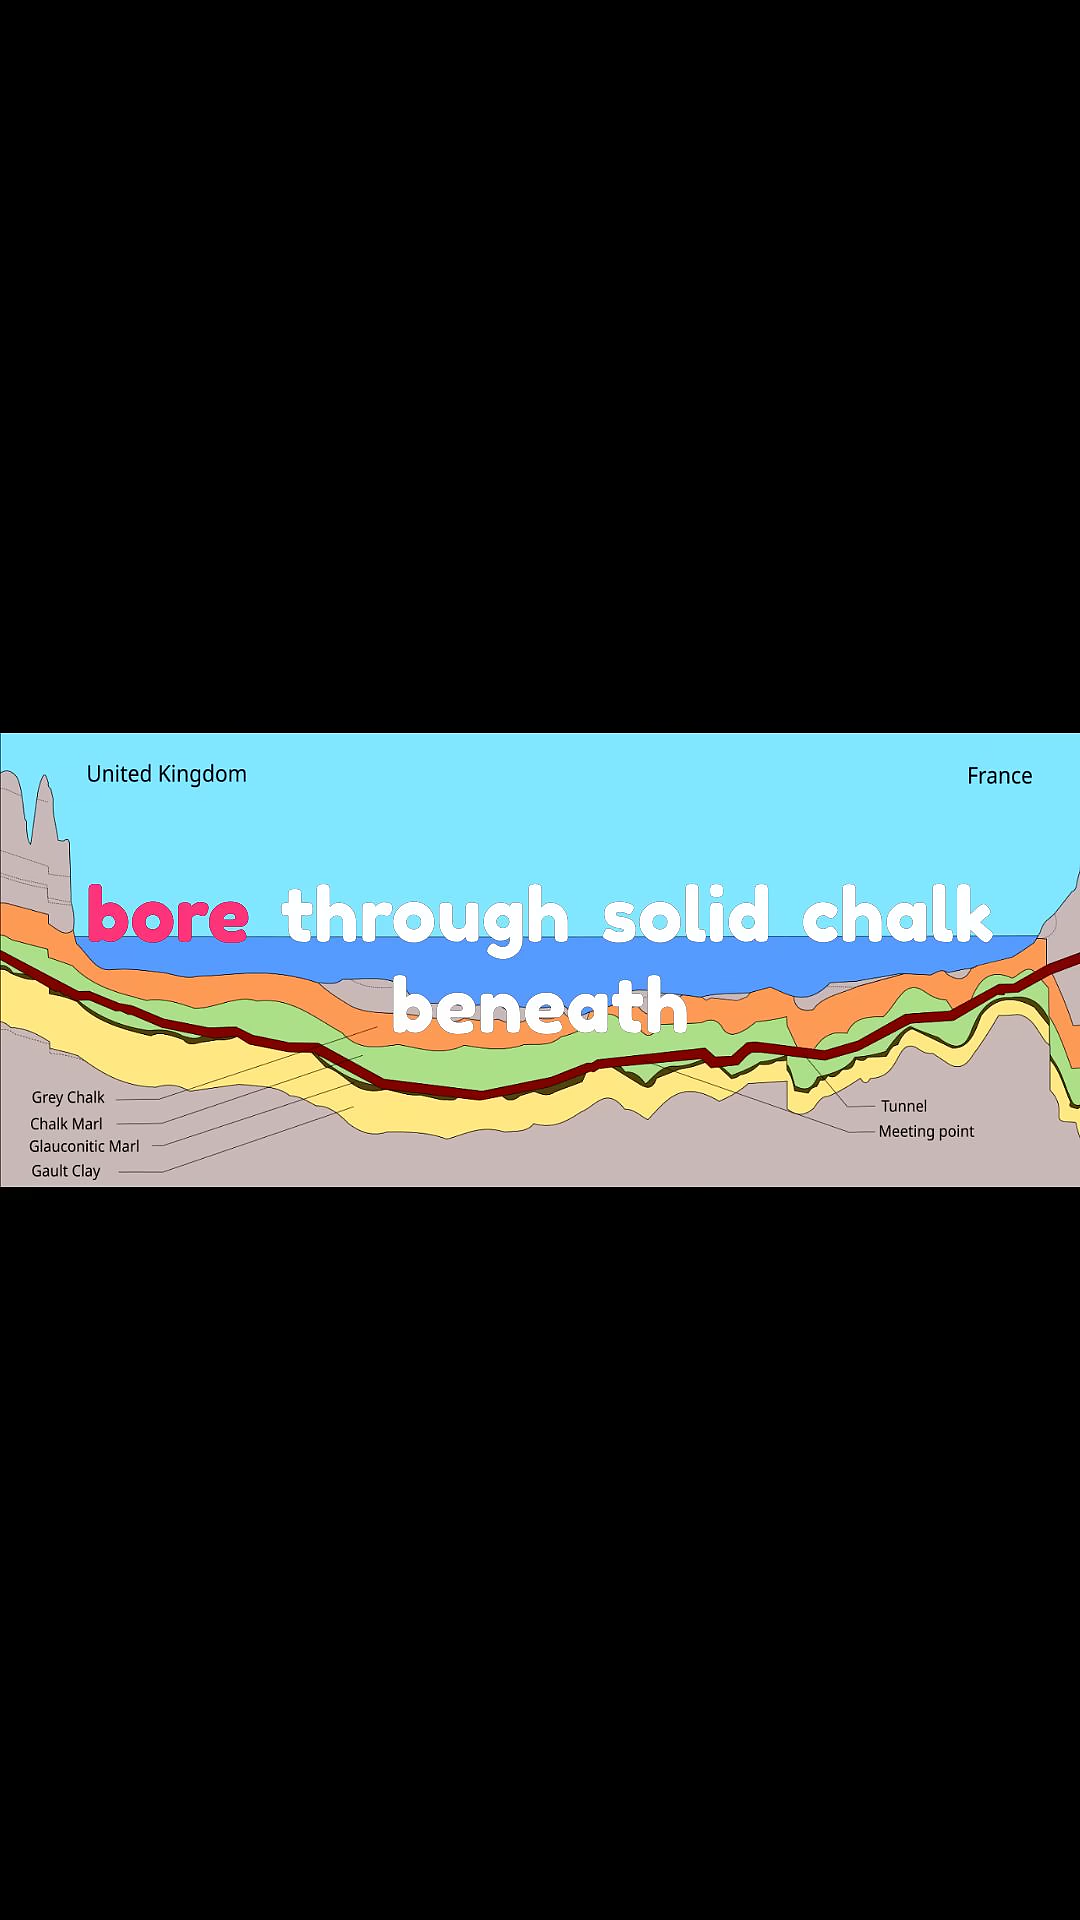 United Kingdom
France
bore through solid chalk
beneath
Grey Chalk
Chalk Marl
Glauconitic Marl
Gault Clay
Tunnel
Meeting point